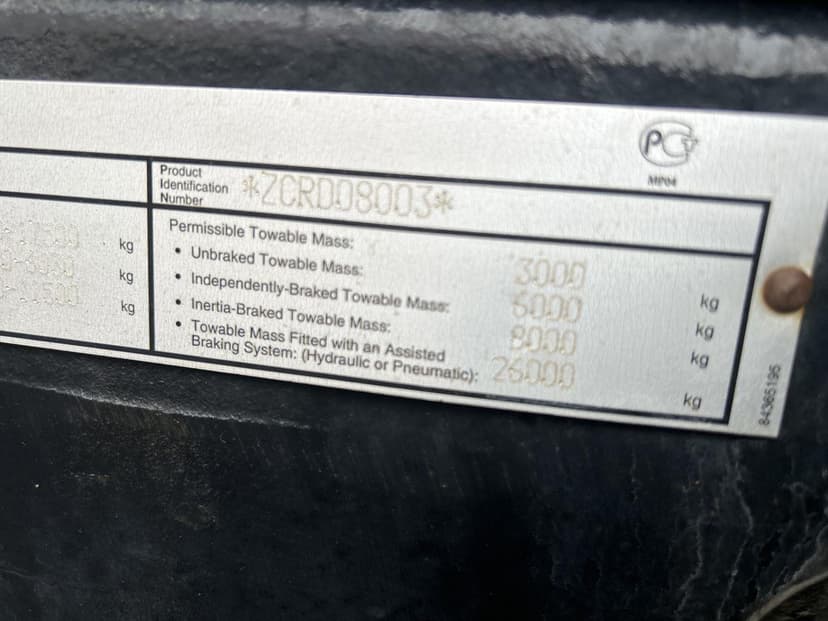 PCT
MP04
Product
Identification
Number *ZCRD08003*
Permissible Towable Mass:
kg • Unbraked Towable Mass: 3000 kg
kg • Independently-Braked Towable Mass: 6000 kg
kg • Inertia-Braked Towable Mass: 8000 kg
• Towable Mass Fitted with an Assisted
Braking System: (Hydraulic or Pneumatic): 26000 kg
84365195